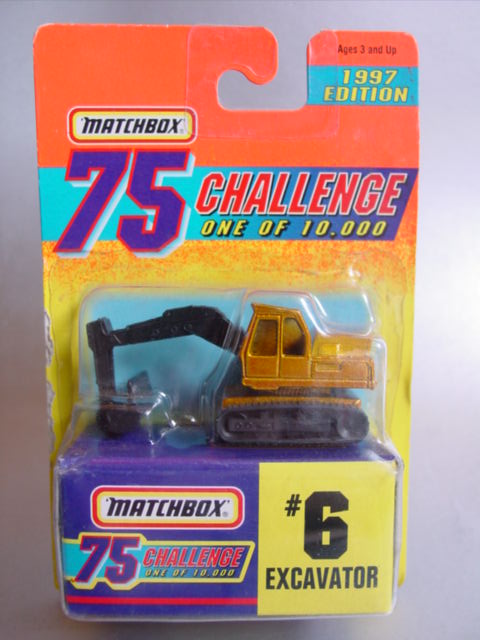 Ages 3 and Up
1997
EDITION
MATCHBOX®
75 CHALLENGE
ONE OF 10.000
MATCHBOX®
75 CHALLENGE
ONE OF 10.000
#6
EXCAVATOR